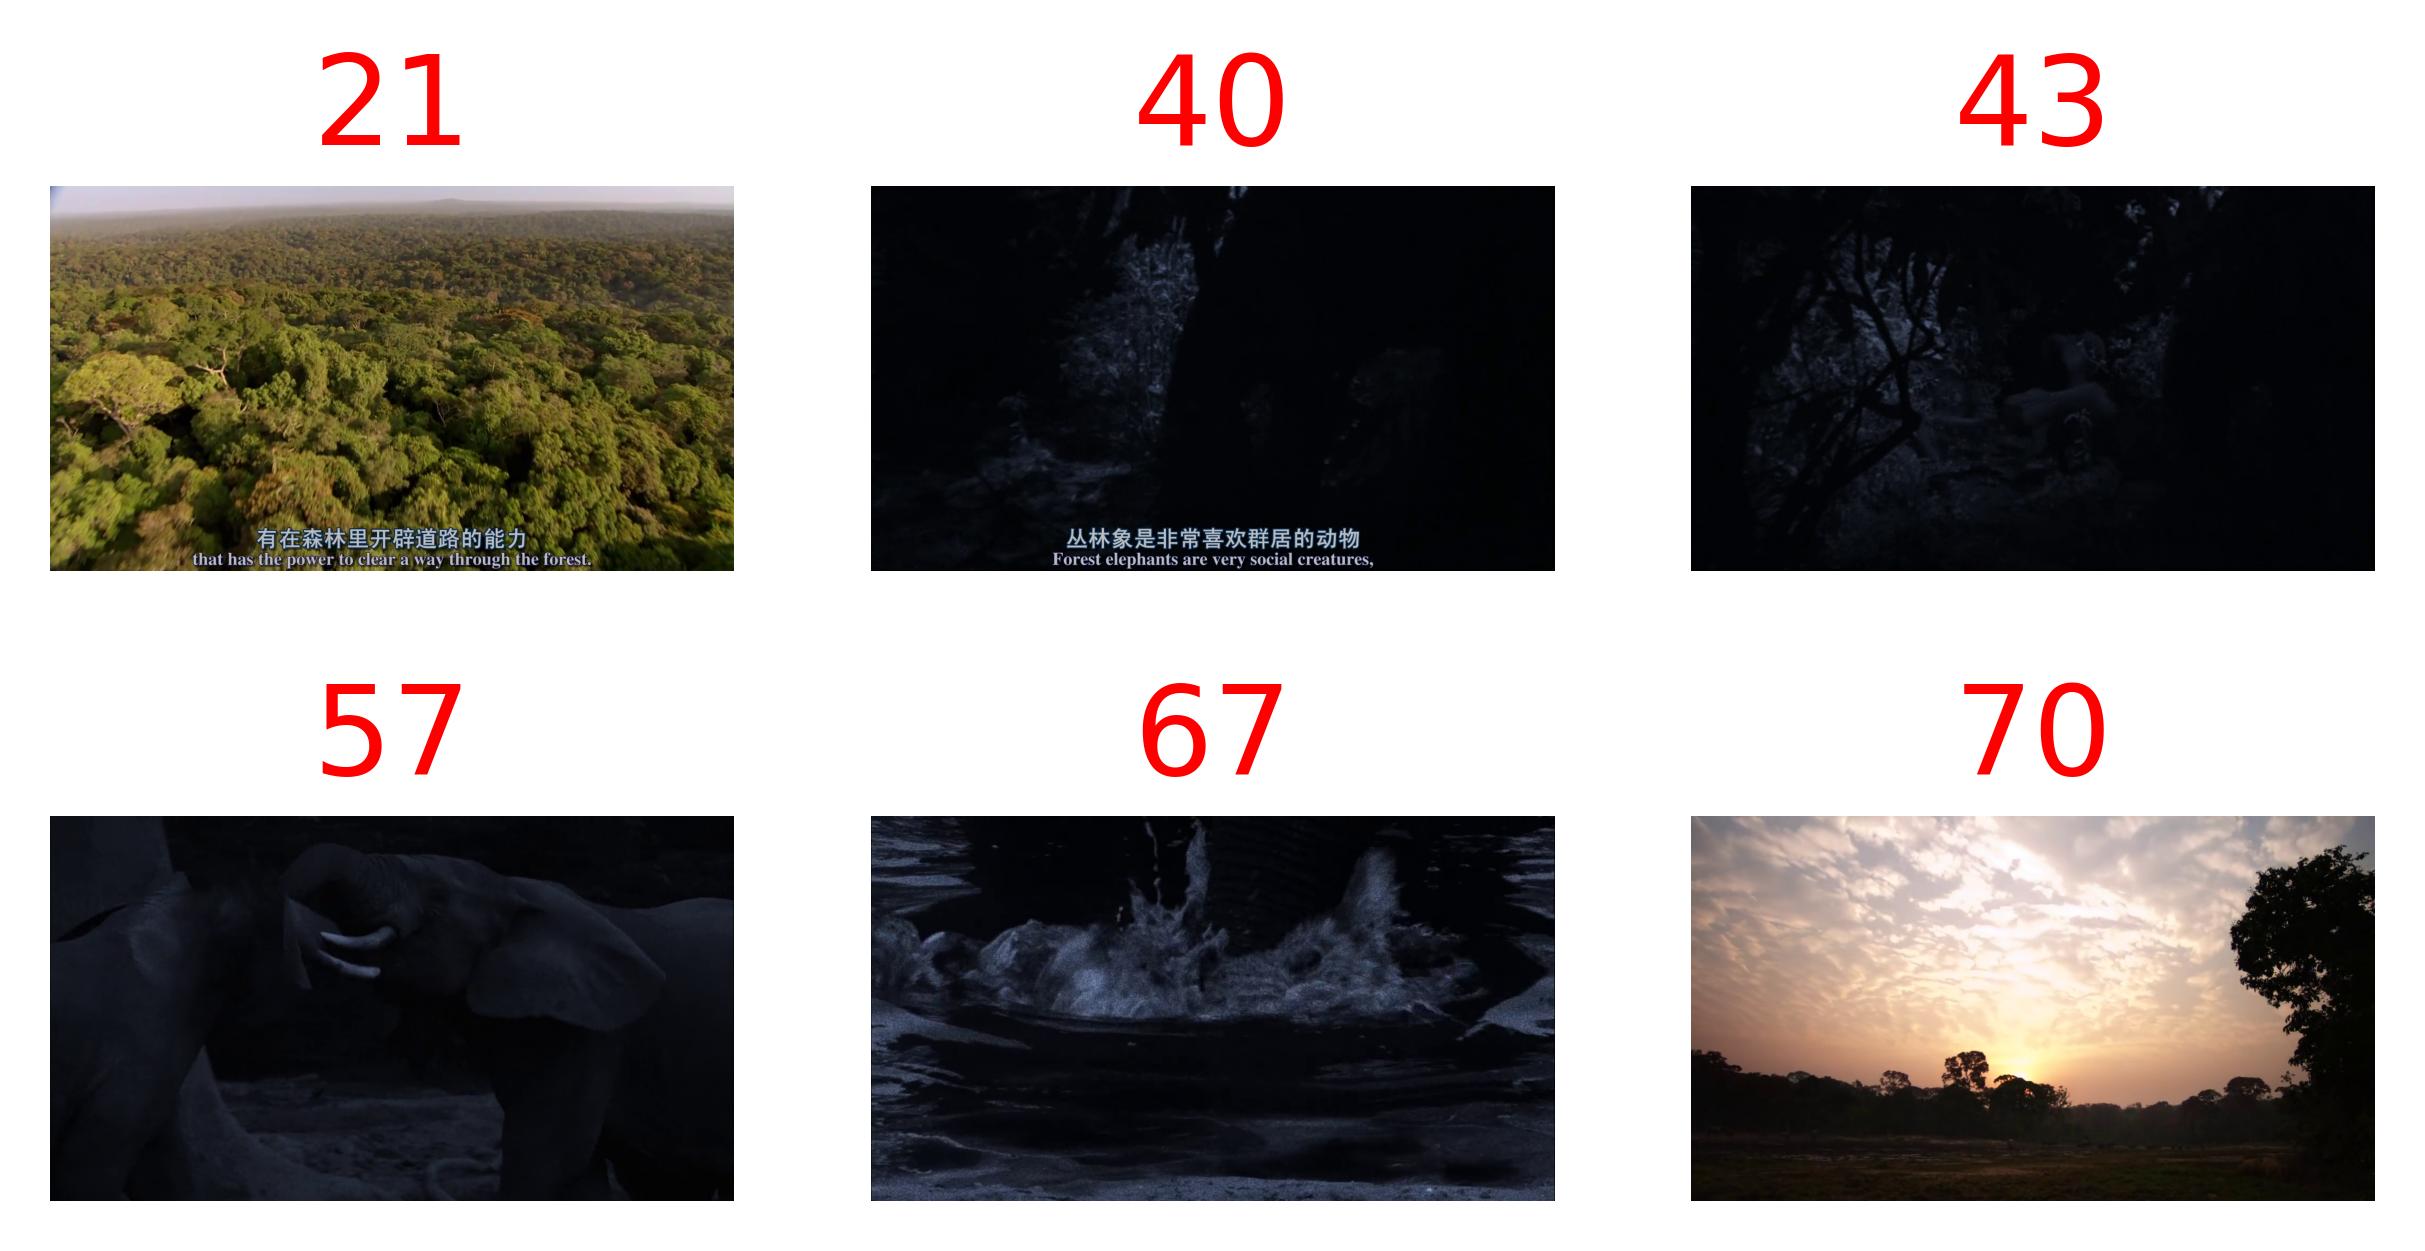 21
40
43
有在森林里开辟道路的能力
that has the power to clear a way through the forest.
丛林象是非常喜欢群居的动物
Forest elephants are very social creatures,
57
67
70